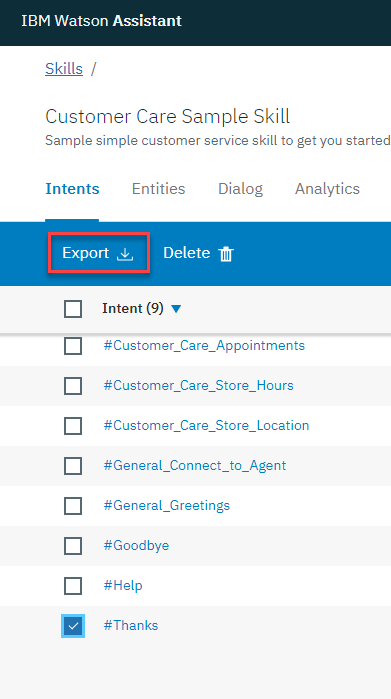 IBM Watson Assistant
Skills /
Customer Care Sample Skill
Sample simple customer service skill to get you started
Intents Entities Dialog Analytics
Export Delete
Intent (9) ▼
#Customer_Care_Appointments
#Customer_Care_Store_Hours
#Customer_Care_Store_Location
#General_Connect_to_Agent
#General_Greetings
#Goodbye
#Help
#Thanks